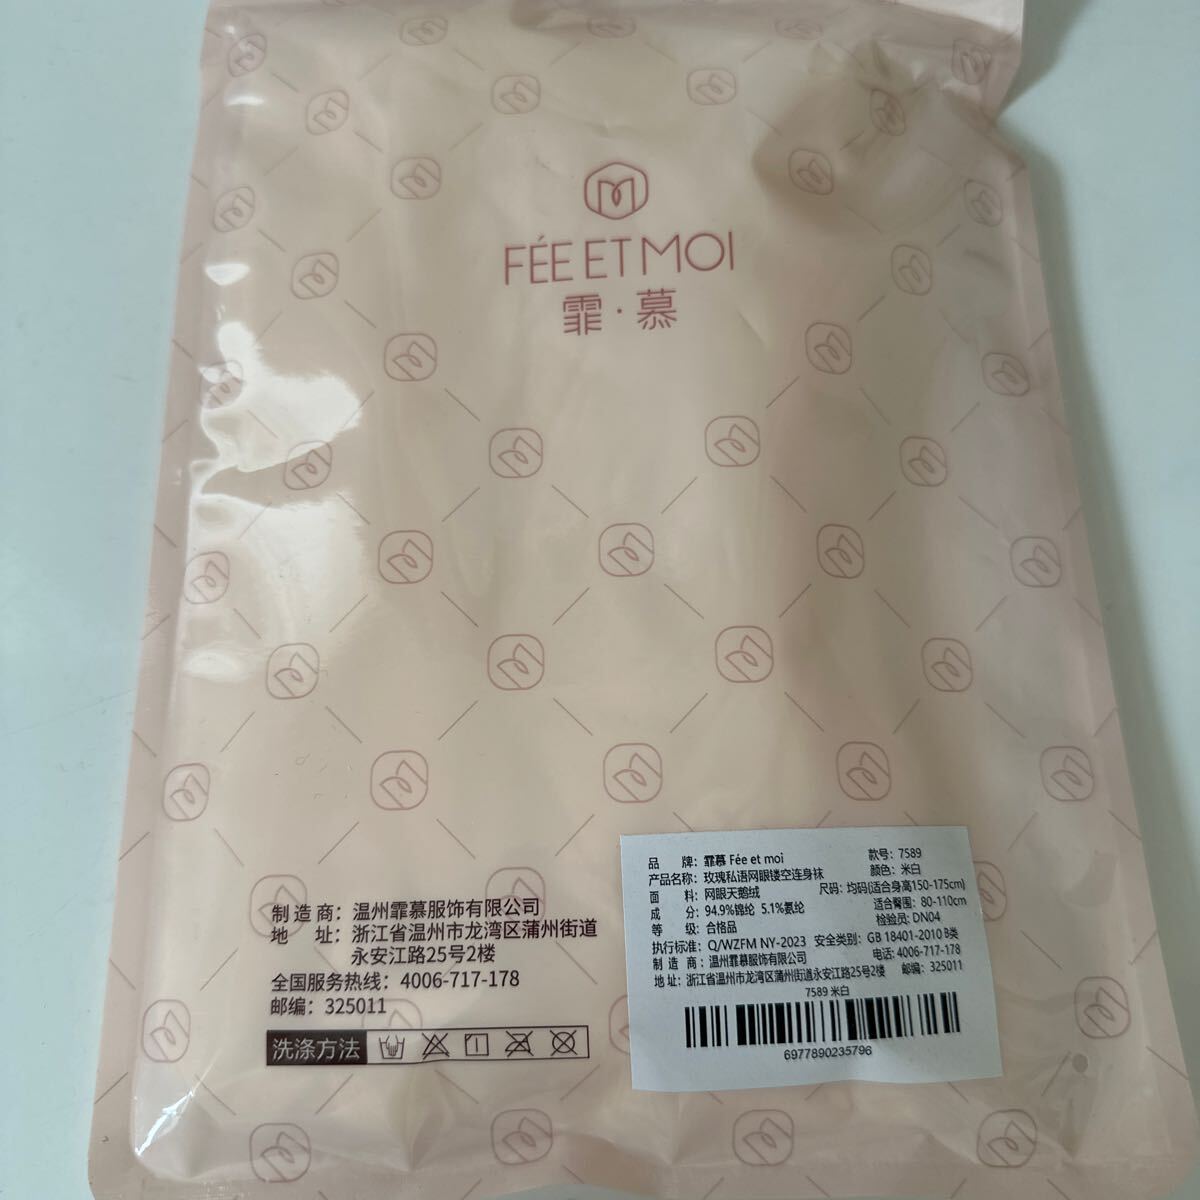 FÉE ET MOI
霏·慕
制造商：温州霏慕服饰有限公司
地　址：浙江省温州市龙湾区蒲州街道
永安江路25号2楼
全国服务热线：4006-717-178
邮编：325011
洗涤方法
品　牌：霏慕 Fée et moi 款号：7589
产品名称：玫瑰私语网眼镂空连身袜 颜色：米白
面　料：网眼天鹅绒 尺码：均码(适合身高150-175cm)
成　分：94.9%锦纶 5.1%氨纶 适合臀围：80-110cm
等　级：合格品 检验员：DN04
执行标准：Q/WZFM NY-2023 安全类别：GB 18401-2010 B类
制 造 商：温州霏慕服饰有限公司 电话：4006-717-178
地 址：浙江省温州市龙湾区蒲州街道永安江路25号2楼 邮编：325011
7589 米白
6977890235796